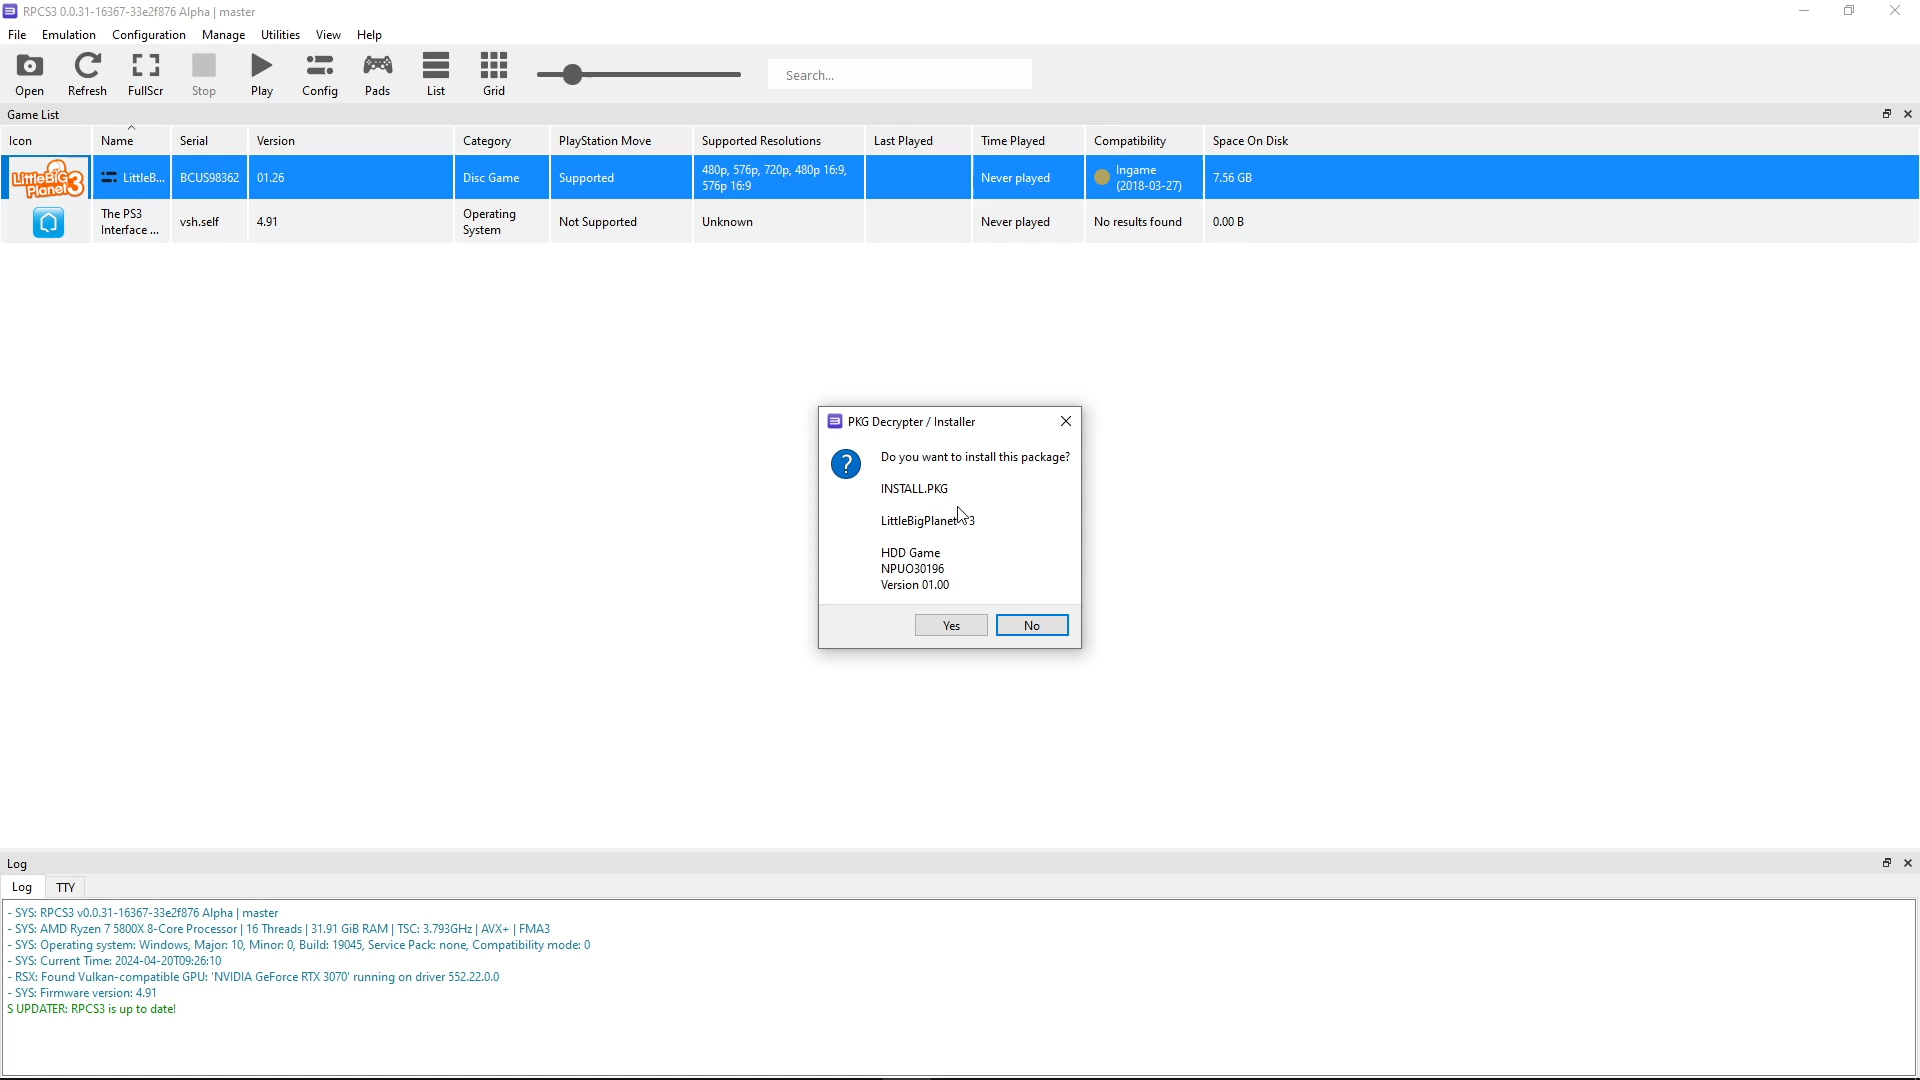 RPCS3 0.0.31-16367-33e2f876 Alpha | master
File Emulation Configuration Manage Utilities View Help
Open Refresh FullScr Stop Play Config Pads List Grid Search...
Game List
Icon Name Serial Version Category PlayStation Move Supported Resolutions Last Played Time Played Compatibility Space On Disk
LittleBIG Planet 3 LittleB... BCUS98362 01.26 Disc Game Supported 480p, 576p, 720p, 480p 16:9, 576p 16:9 Never played Ingame (2018-03-27) 7.56 GB
The PS3 Interface ... vsh.self 4.91 Operating System Not Supported Unknown Never played No results found 0.00 B
PKG Decrypter / Installer
Do you want to install this package?
INSTALL.PKG
LittleBigPlanet 3
HDD Game
NPUO30196
Version 01.00
Yes No
Log
Log TTY
- SYS: RPCS3 v0.0.31-16367-33e2f876 Alpha | master
- SYS: AMD Ryzen 7 5800X 8-Core Processor | 16 Threads | 31.91 GiB RAM | TSC: 3.793GHz | AVX+ | FMA3
- SYS: Operating system: Windows, Major: 10, Minor: 0, Build: 19045, Service Pack: none, Compatibility mode: 0
- SYS: Current Time: 2024-04-20T09:26:10
- RSX: Found Vulkan-compatible GPU: 'NVIDIA GeForce RTX 3070' running on driver 552.22.0.0
- SYS: Firmware version: 4.91
S UPDATER: RPCS3 is up to date!